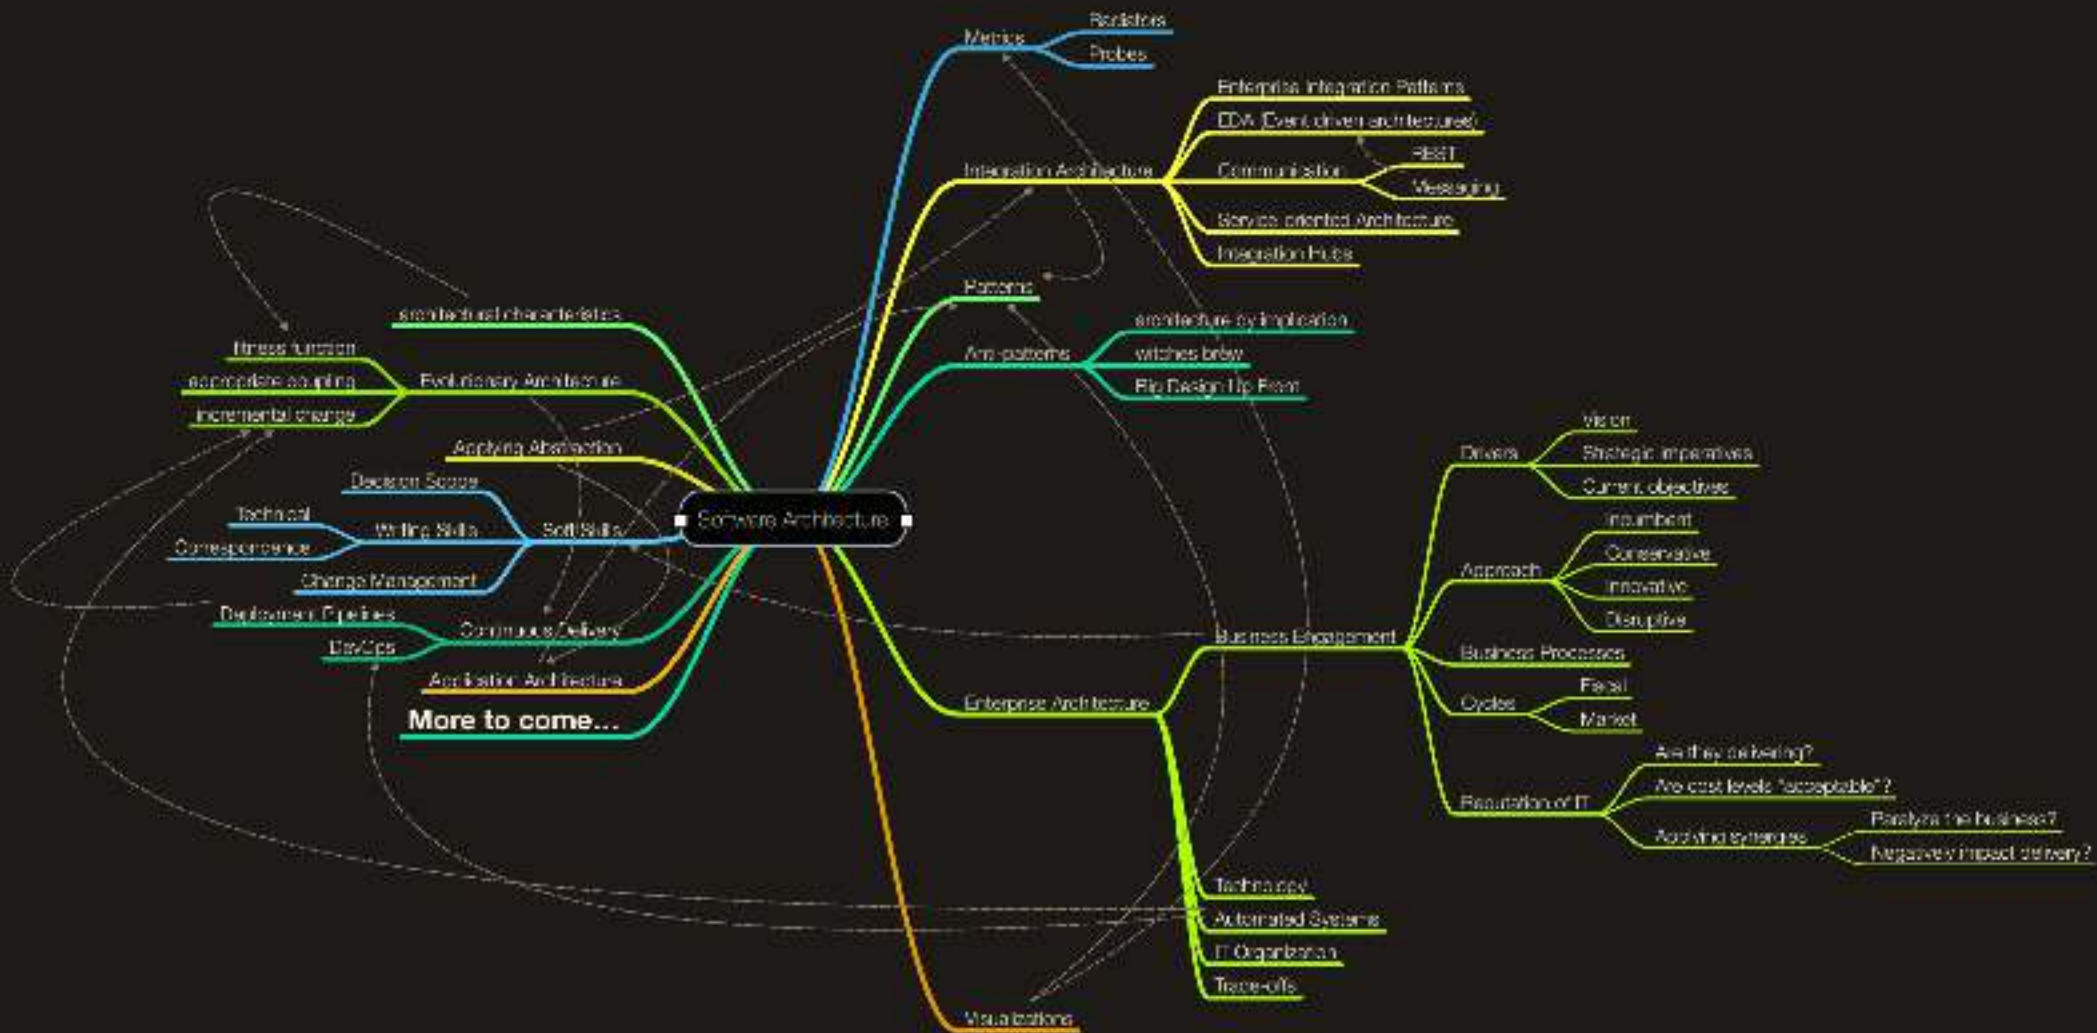 Metrics
Radiators
Probes
Integration Architecture
Enterprise Integration Patterns
EDA (Event driven architectures)
Communication
REST
Messaging
Service oriented Architecture
Integration Hubs
Patterns
Anti-patterns
architecture by implication
witches brew
Big Design Up Front
architectural characteristics
Evolutionary Architecture
fitness function
appropriate coupling
incremental change
Applying Abstraction
Soft Skills
Decision Scope
Writing Skills
Technical
Correspondence
Change Management
Continuous Delivery
Deployment Pipelines
DevOps
Application Architecture
More to come...
Software Architecture
Enterprise Architecture
Business Engagement
Drivers
Vision
Strategic imperatives
Current objectives
Approach
Incumbent
Conservative
Innovative
Disruptive
Business Processes
Cycles
Fiscal
Market
Reputation of IT
Are they delivering?
Are cost levels "acceptable"?
Applying synergies
Paralyze the business?
Negatively impact delivery?
Technology
Automated Systems
IT Organization
Trade-offs
Visualizations